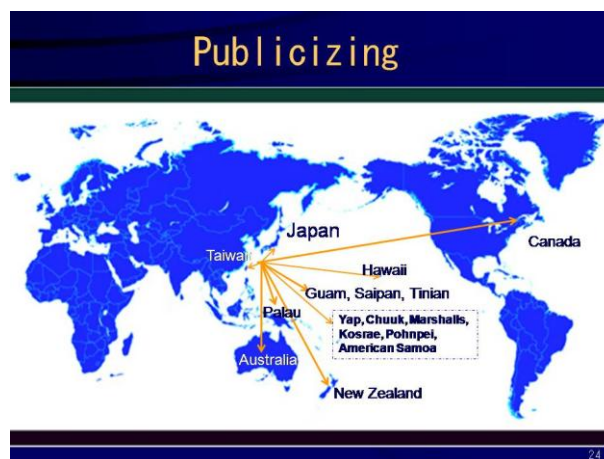 Publicizing
Japan
Taiwan
Canada
Hawaii
Guam, Saipan, Tinian
Palau
Yap, Chuuk, Marshalls,
Kosrae, Pohnpei,
American Samoa
Australia
New Zealand
24